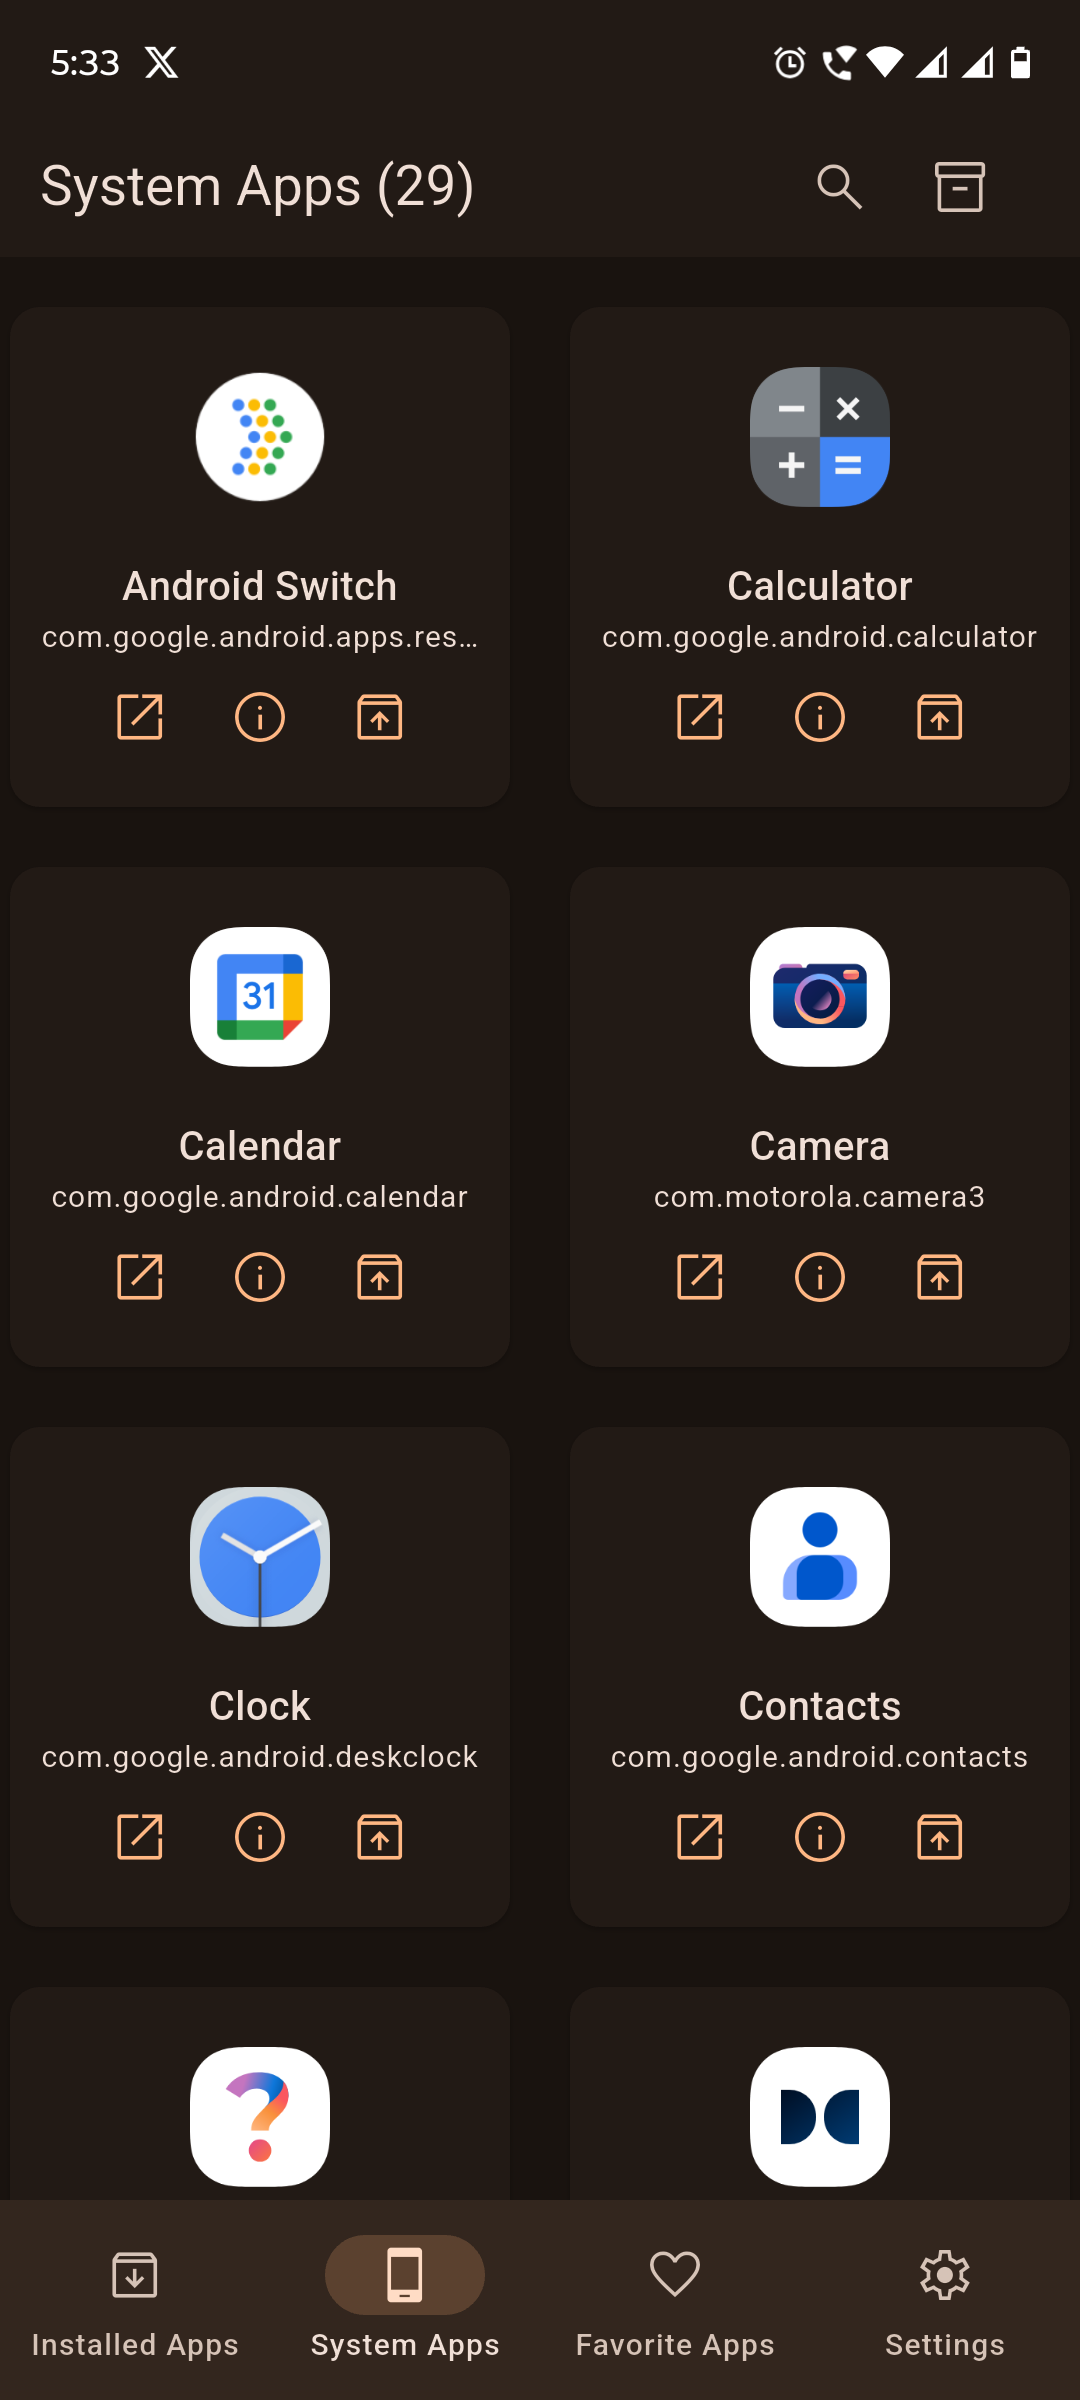 5:33
System Apps (29)
Android Switch
com.google.android.apps.res...
Calculator
com.google.android.calculator
31
Calendar
com.google.android.calendar
Camera
com.motorola.camera3
Clock
com.google.android.deskclock
Contacts
com.google.android.contacts
Installed Apps
System Apps
Favorite Apps
Settings